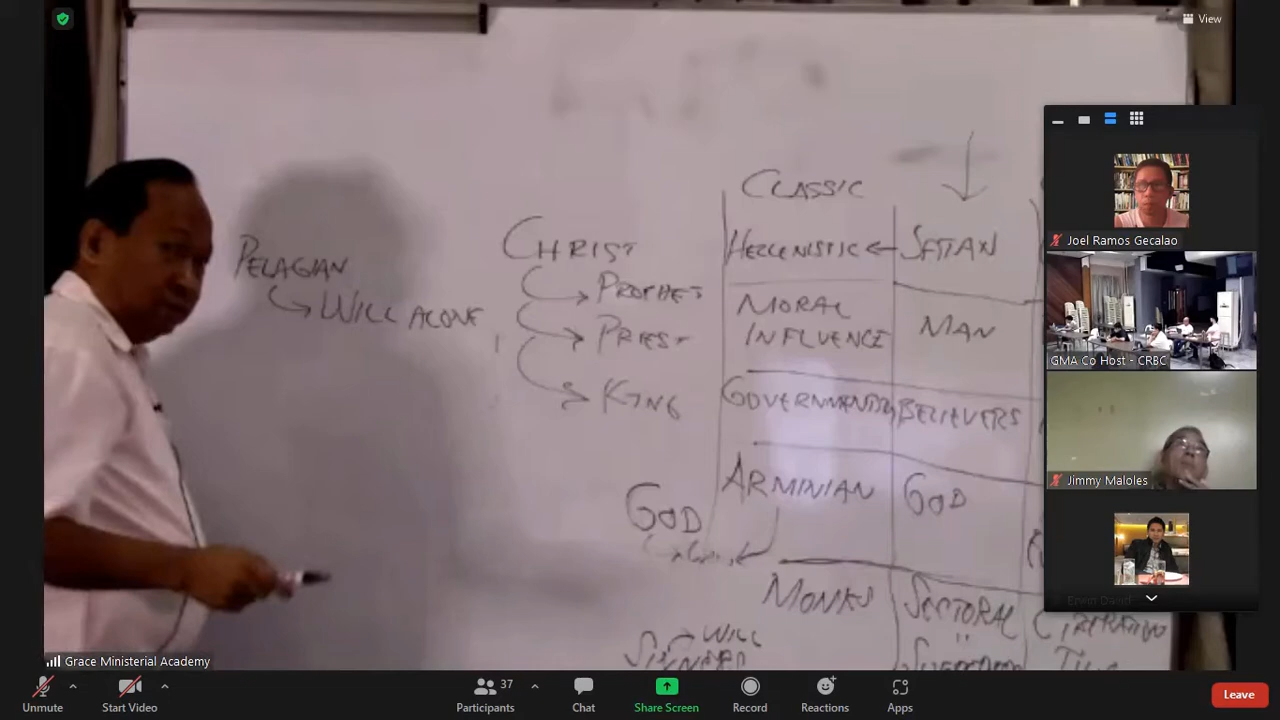 View
CLASSIC
PELAGIAN
WILL ALONE
CHRIST
PROPHET
PRIEST
KING
HELLENISTIC
SATAN
MORAL
INFLUENCE
MAN
GOVERNMENTAL
BELIEVERS
ARMINIAN
GOD
GOD
MONKS
WILL
Joel Ramos Gecalao
GMA Co Host - CRBC
Jimmy Maloles
Grace Ministerial Academy
Unmute
Start Video
37
Participants
Chat
Share Screen
Record
Reactions
Apps
Leave